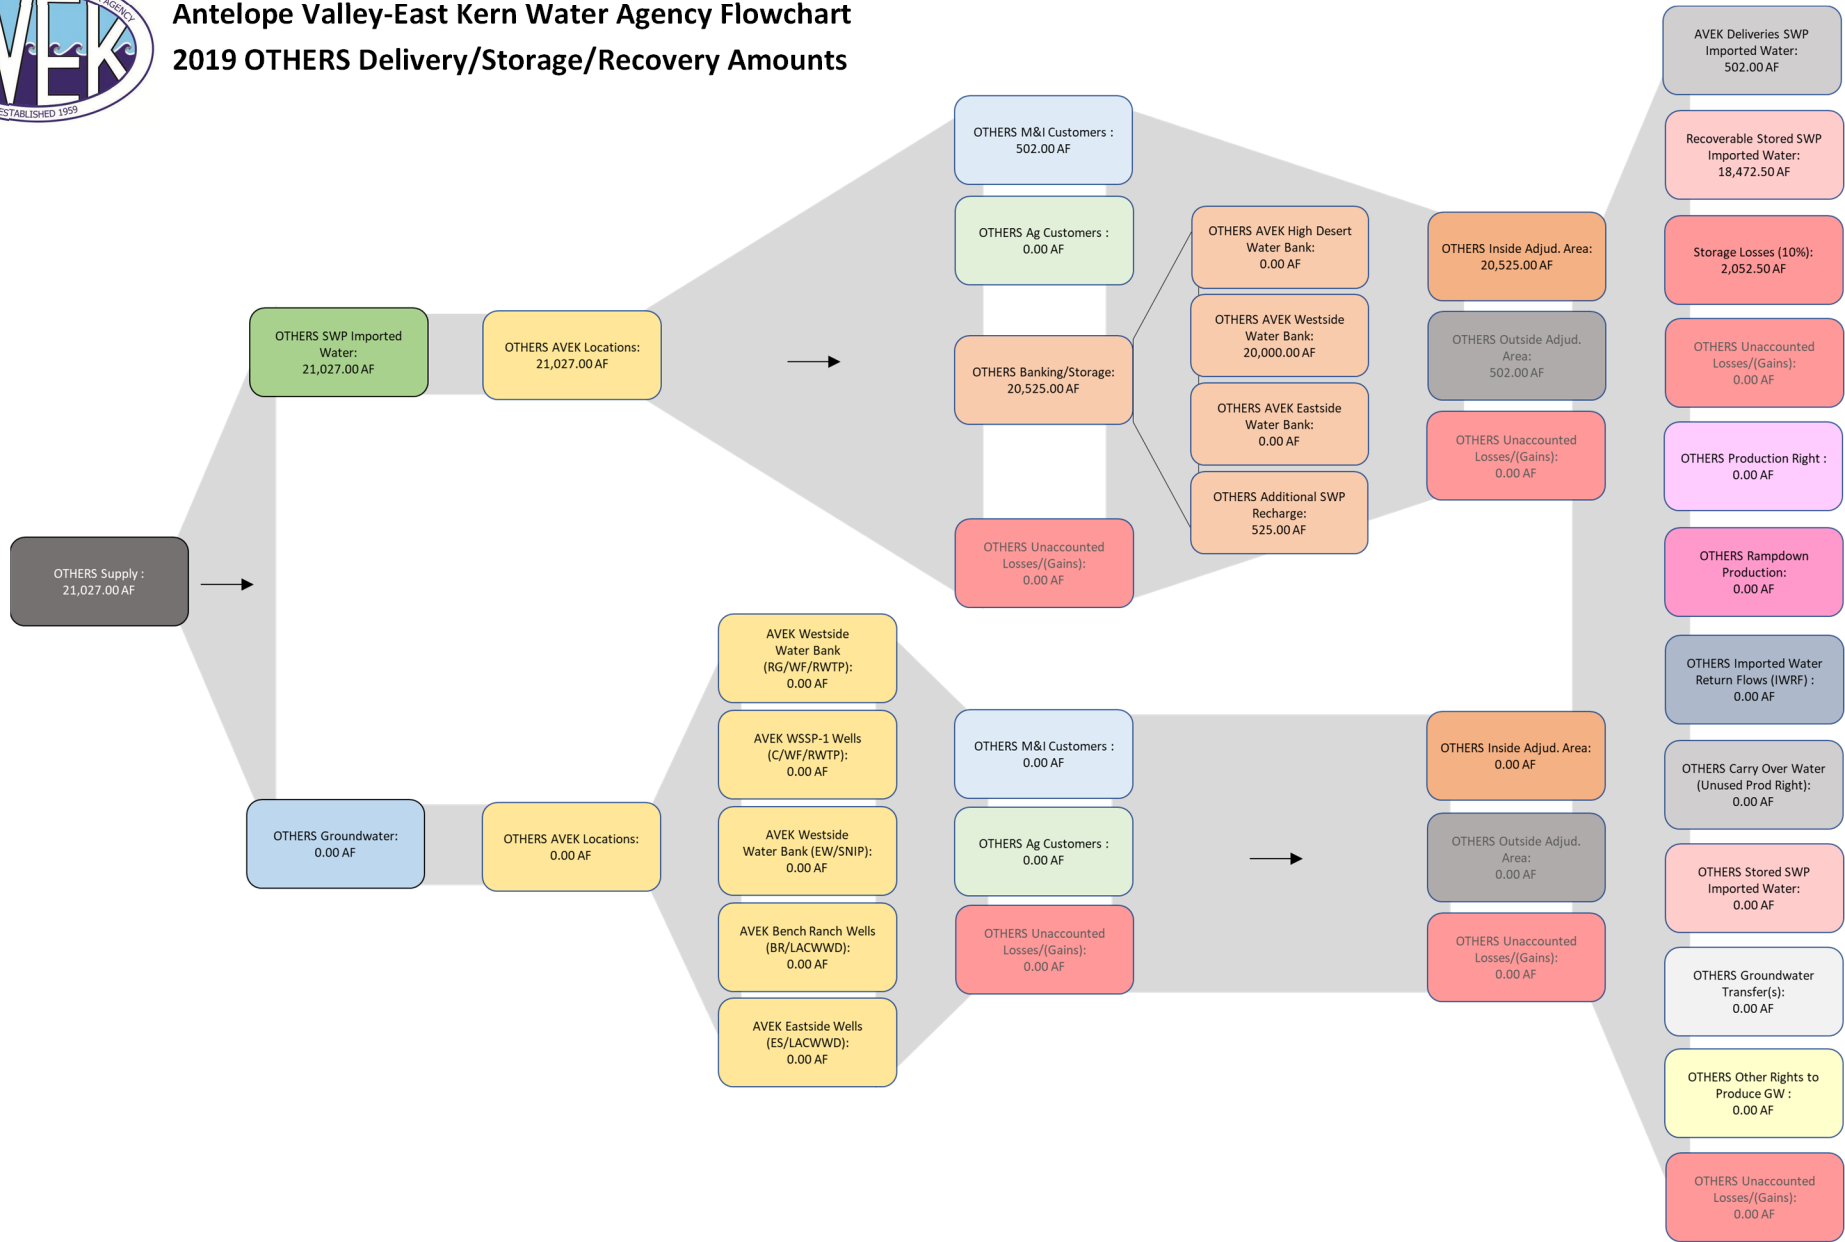 AGENCY
VEK
ESTABLISHED 1959
Antelope Valley-East Kern Water Agency Flowchart
2019 OTHERS Delivery/Storage/Recovery Amounts
OTHERS Supply :
21,027.00 AF
OTHERS SWP Imported
Water:
21,027.00 AF
OTHERS Groundwater:
0.00 AF
OTHERS AVEK Locations:
21,027.00 AF
OTHERS AVEK Locations:
0.00 AF
AVEK Westside
Water Bank
(RG/WF/RWTP):
0.00 AF
AVEK WSSP-1 Wells
(C/WF/RWTP):
0.00 AF
AVEK Westside
Water Bank (EW/SNIP):
0.00 AF
AVEK Bench Ranch Wells
(BR/LACWWD):
0.00 AF
AVEK Eastside Wells
(ES/LACWWD):
0.00 AF
OTHERS M&I Customers :
502.00 AF
OTHERS Ag Customers :
0.00 AF
OTHERS Banking/Storage:
20,525.00 AF
OTHERS Unaccounted
Losses/(Gains):
0.00 AF
OTHERS M&I Customers :
0.00 AF
OTHERS Ag Customers :
0.00 AF
OTHERS Unaccounted
Losses/(Gains):
0.00 AF
OTHERS AVEK High Desert
Water Bank:
0.00 AF
OTHERS AVEK Westside
Water Bank:
20,000.00 AF
OTHERS AVEK Eastside
Water Bank:
0.00 AF
OTHERS Additional SWP
Recharge:
525.00 AF
OTHERS Inside Adjud. Area:
20,525.00 AF
OTHERS Outside Adjud.
Area:
502.00 AF
OTHERS Unaccounted
Losses/(Gains):
0.00 AF
OTHERS Inside Adjud. Area:
0.00 AF
OTHERS Outside Adjud.
Area:
0.00 AF
OTHERS Unaccounted
Losses/(Gains):
0.00 AF
AVEK Deliveries SWP
Imported Water:
502.00 AF
Recoverable Stored SWP
Imported Water:
18,472.50 AF
Storage Losses (10%):
2,052.50 AF
OTHERS Unaccounted
Losses/(Gains):
0.00 AF
OTHERS Production Right :
0.00 AF
OTHERS Rampdown
Production:
0.00 AF
OTHERS Imported Water
Return Flows (IWRF) :
0.00 AF
OTHERS Carry Over Water
(Unused Prod Right):
0.00 AF
OTHERS Stored SWP
Imported Water:
0.00 AF
OTHERS Groundwater
Transfer(s):
0.00 AF
OTHERS Other Rights to
Produce GW :
0.00 AF
OTHERS Unaccounted
Losses/(Gains):
0.00 AF